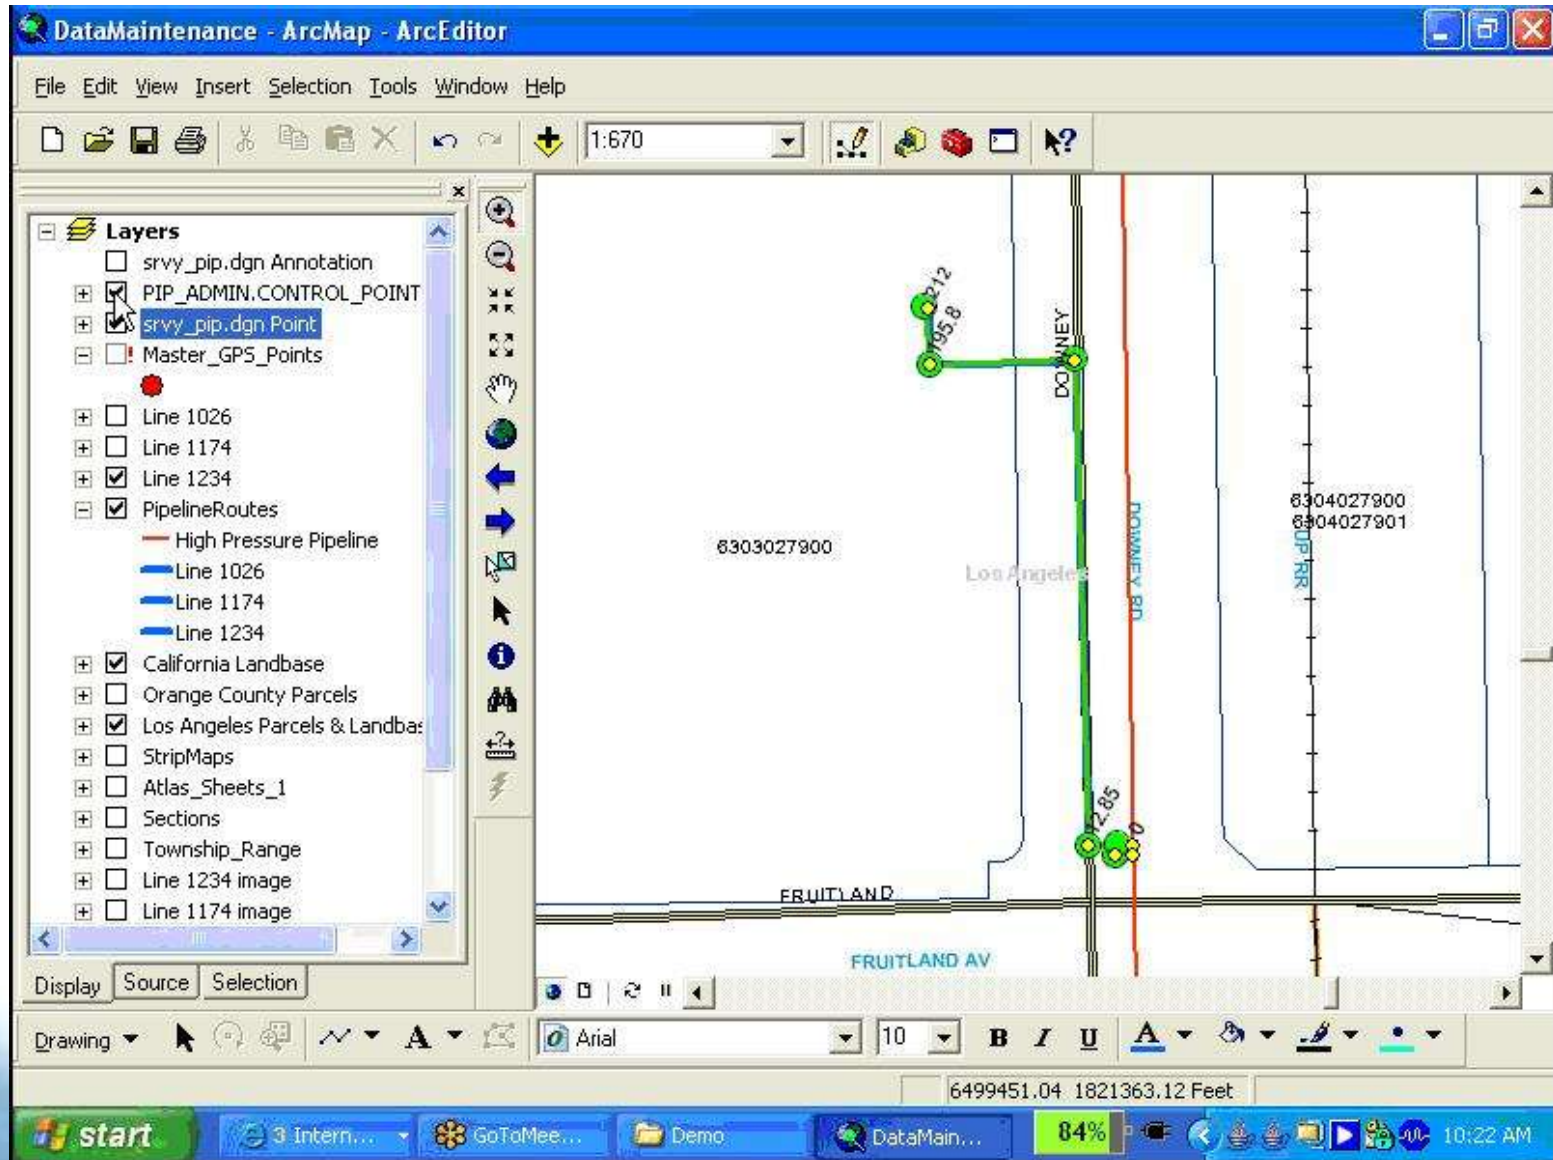 DataMaintenance - ArcMap - ArcEditor
File Edit View Insert Selection Tools Window Help
1:670
Layers
srvy_pip.dgn Annotation
PIP_ADMIN.CONTROL_POINT
srvy_pip.dgn Point
Master_GPS_Points
Line 1026
Line 1174
Line 1234
PipelineRoutes
High Pressure Pipeline
Line 1026
Line 1174
Line 1234
California Landbase
Orange County Parcels
Los Angeles Parcels & Landba
StripMaps
Atlas_Sheets_1
Sections
Township_Range
Line 1234 image
Line 1174 image
Display Source Selection
212
795.8
DOWNEY
6304027900
6304027901
6303027900
Los Angeles
DOWNEY RD
UP RR
12.85
0
FRUITLAND
FRUITLAND AV
Drawing A Arial 10 B I U A
6499451.04 1821363.12 Feet
start 3 Intern... GoToMee... Demo DataMain... 84% 10:22 AM